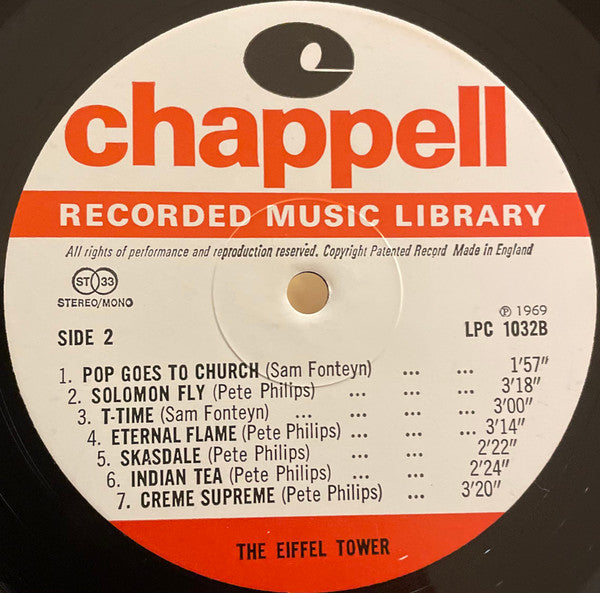 chappell
RECORDED MUSIC LIBRARY
All rights of performance and reproduction reserved. Copyright Patented Record Made in England
ST 33
STEREO/MONO
℗ 1969
SIDE 2
LPC 1032B
1. POP GOES TO CHURCH (Sam Fonteyn) ... ... 1'57"
2. SOLOMON FLY (Pete Philips) ... ... 3'18"
3. T-TIME (Sam Fonteyn) ... ... ... 3'00"
4. ETERNAL FLAME (Pete Philips) ... ... 3'14"
5. SKASDALE (Pete Philips) ... ... 2'22"
6. INDIAN TEA (Pete Philips) ... ... 2'24"
7. CREME SUPREME (Pete Philips) ... 3'20"
THE EIFFEL TOWER